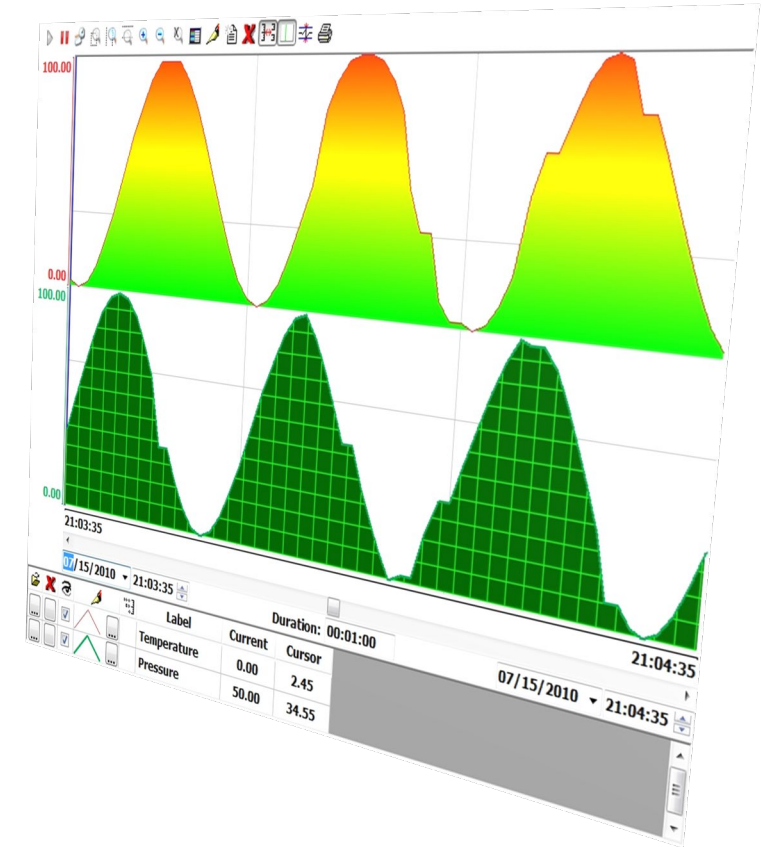 100.00
0.00
100.00
0.00
21:03:35
07/15/2010 21:03:35
Duration: 00:01:00
21:04:35
07/15/2010 21:04:35
Label Current Cursor
Temperature 0.00 2.45
Pressure 50.00 34.55